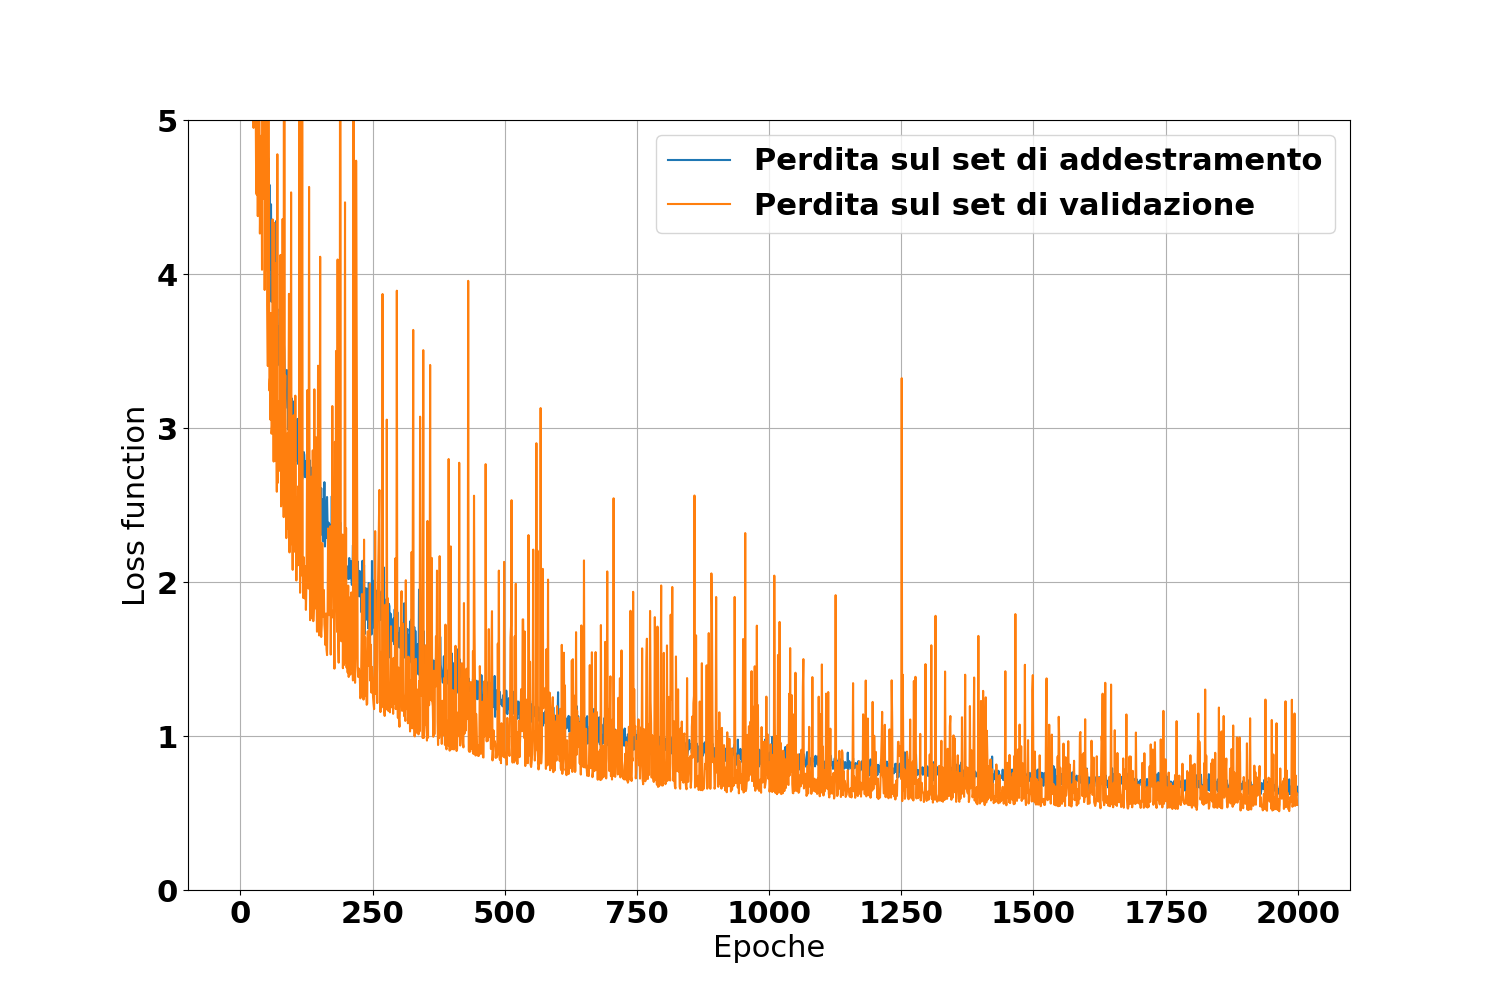 5
4
3
2
1
0
Loss function
Perdita sul set di addestramento
Perdita sul set di validazione
0 250 500 750 1000 1250 1500 1750 2000
Epoche